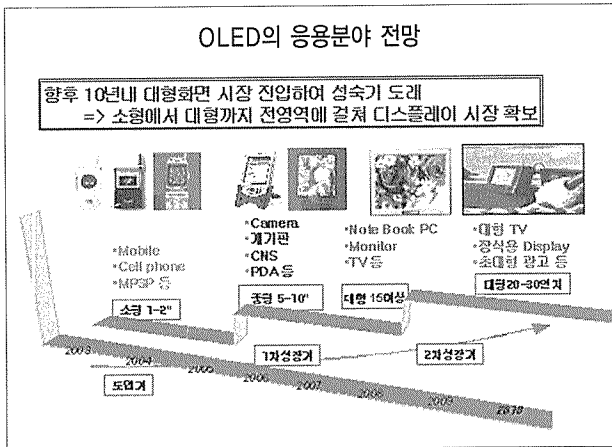 OLED의 응용분야 전망
향후 10년내 대형화면 시장 진입하여 성숙기 도래
=> 소형에서 대형까지 전영역에 걸쳐 디스플레이 시장 확보
•Mobile
•Cell phone
•MP3P 등
•Camera
•계기판
•CNS
•PDA 등
•Note Book PC
•Monitor
•TV 등
•대형 TV
•장식용 Display
•초대형 광고 등
소형 1-2"
중형 5-10"
대형 15이상
대형20-30인치
2003
2004
2005
2006
2007
2008
2009
2010
도입기
1차성장기
2차성장기